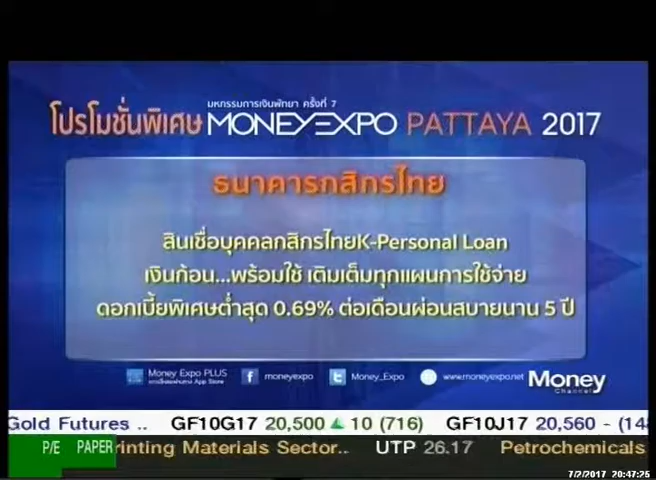 มหกรรมการเงินพัทยา ครั้งที่ 7
โปรโมชั่นพิเศษ MONEY EXPO PATTAYA 2017
ธนาคารกสิกรไทย
สินเชื่อบุคคลกสิกรไทยK-Personal Loan
เงินก้อน...พร้อมใช้ เติมเต็มทุกแผนการใช้จ่าย
ดอกเบี้ยพิเศษต่ำสุด 0.69% ต่อเดือนผ่อนสบายนาน 5 ปี
Money Expo PLUS moneyexpo Money_Expo www.moneyexpo.net Money Channel
Gold Futures .. GF10G17 20,500 ▲ 10 (716) GF10J17 20,560 - (148
P/E PAPER rinting Materials Sector.. UTP 26.17 Petrochemicals
7/2/2017 20:47:25